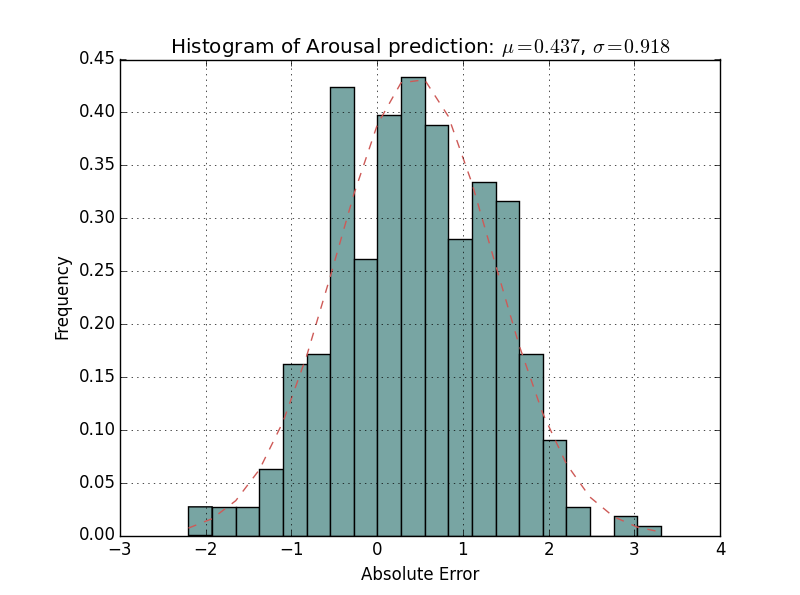 Histogram of Arousal prediction: μ=0.437, σ=0.918
0.45
0.40
0.35
0.30
0.25
0.20
0.15
0.10
0.05
0.00
Frequency
−3 −2 −1 0 1 2 3 4
Absolute Error